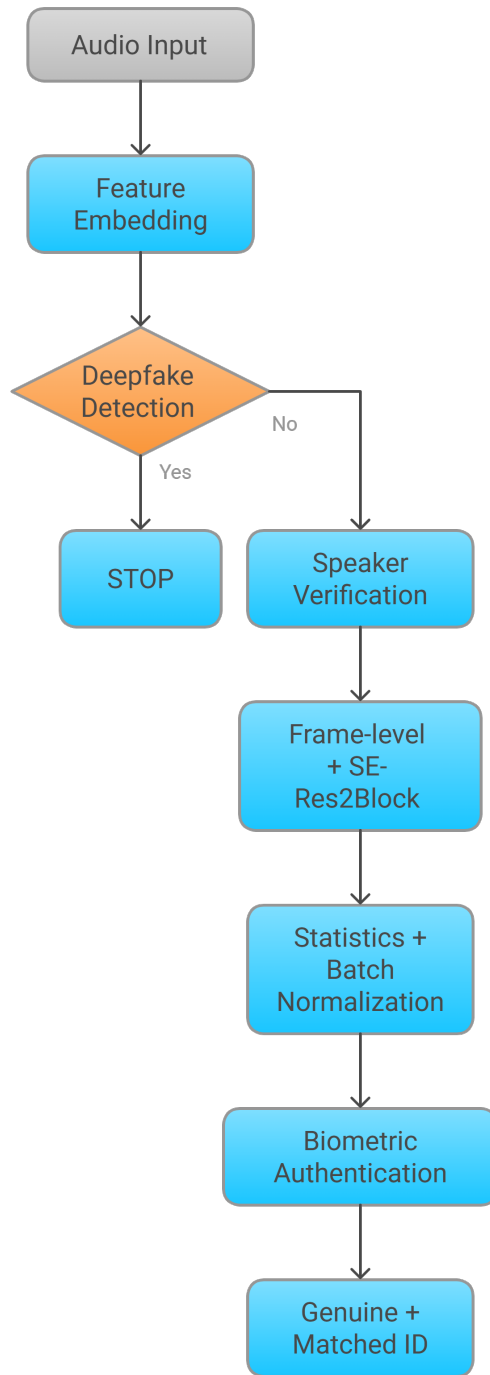 Audio Input
Feature
Embedding
Deepfake
Detection
No
Yes
STOP
Speaker
Verification
Frame-level
+ SE-
Res2Block
Statistics +
Batch
Normalization
Biometric
Authentication
Genuine +
Matched ID